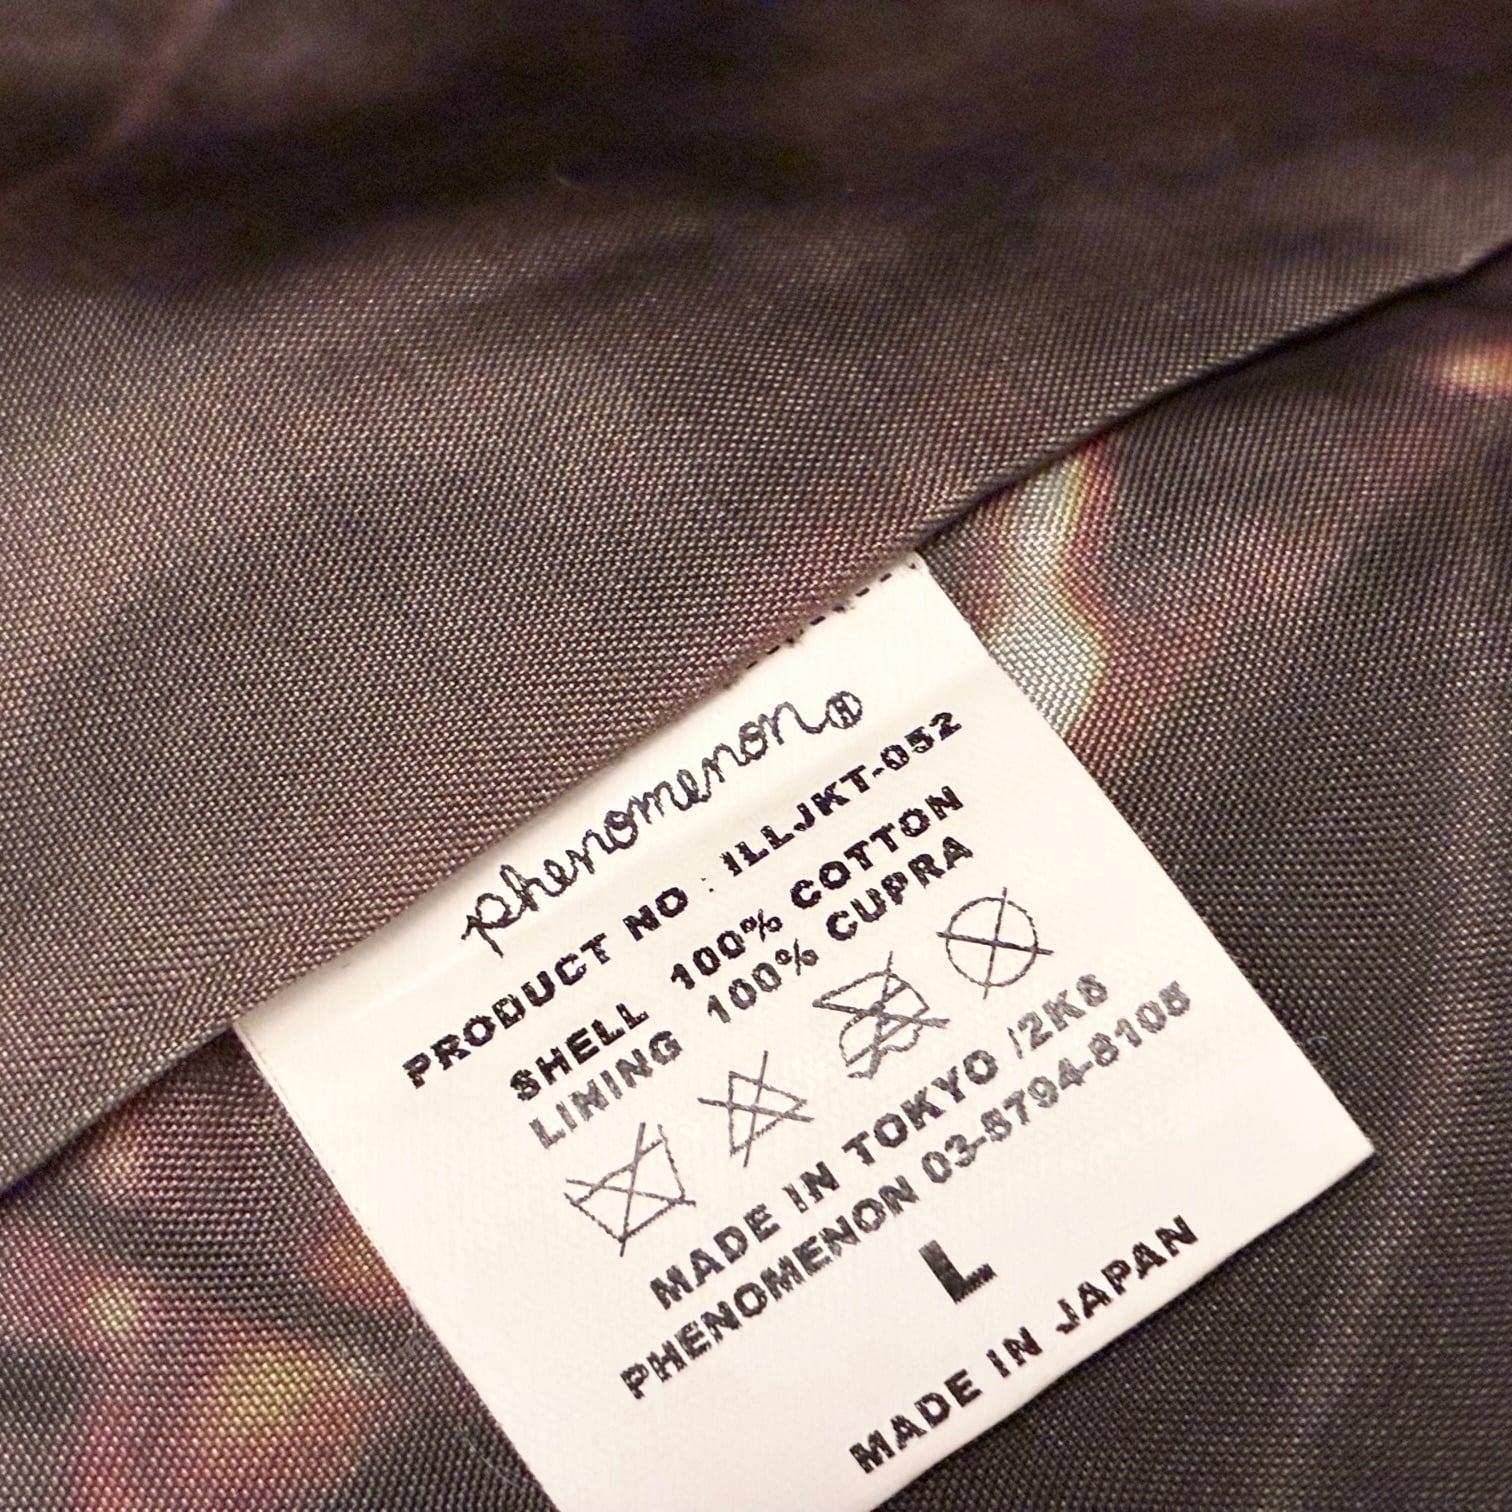 phenomenon®
PRODUCT NO : ILLJKT-052
SHELL 100% COTTON
LINING 100% CUPRA
MADE IN TOKYO /2K8
PHENOMENON 03-5794-8105
L
MADE IN JAPAN